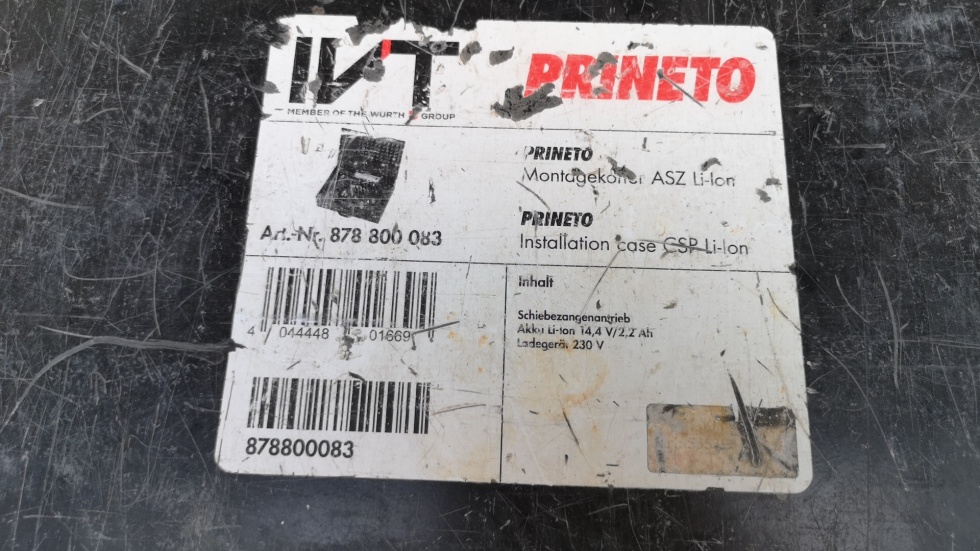 IVT
MEMBER OF THE WÜRTH GROUP
PRINETO
PRINETO
Montagekoffer ASZ Li-Ion
Art.-Nr. 878 800 083
PRINETO
Installation case CSP Li-Ion
4 044448 01669
878800083
Inhalt
Schiebezangenantrieb
Akku Li-Ion 14,4 V/2,2 Ah
Ladegerät 230 V